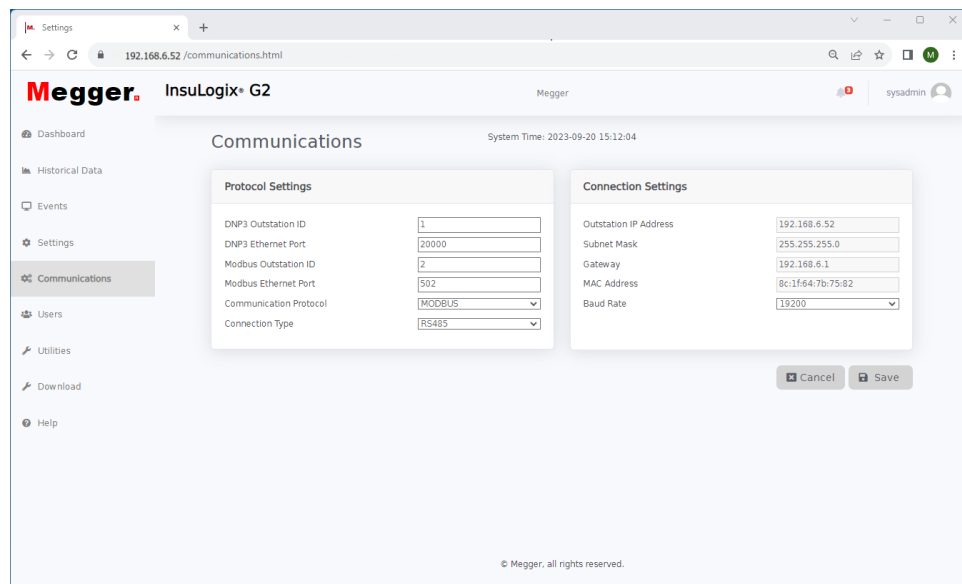 M. Settings
192.168.6.52 /communications.html
M
Megger.
InsuLogix® G2
Megger
3
sysadmin
Dashboard
Historical Data
Events
Settings
Communications
Users
Utilities
Download
Help
Communications
System Time: 2023-09-20 15:12:04
Protocol Settings
DNP3 Outstation ID 1
DNP3 Ethernet Port 20000
Modbus Outstation ID 2
Modbus Ethernet Port 502
Communication Protocol MODBUS
Connection Type RS485
Connection Settings
Outstation IP Address 192.168.6.52
Subnet Mask 255.255.255.0
Gateway 192.168.6.1
MAC Address 8c:1f:64:7b:75:82
Baud Rate 19200
Cancel
Save
© Megger, all rights reserved.